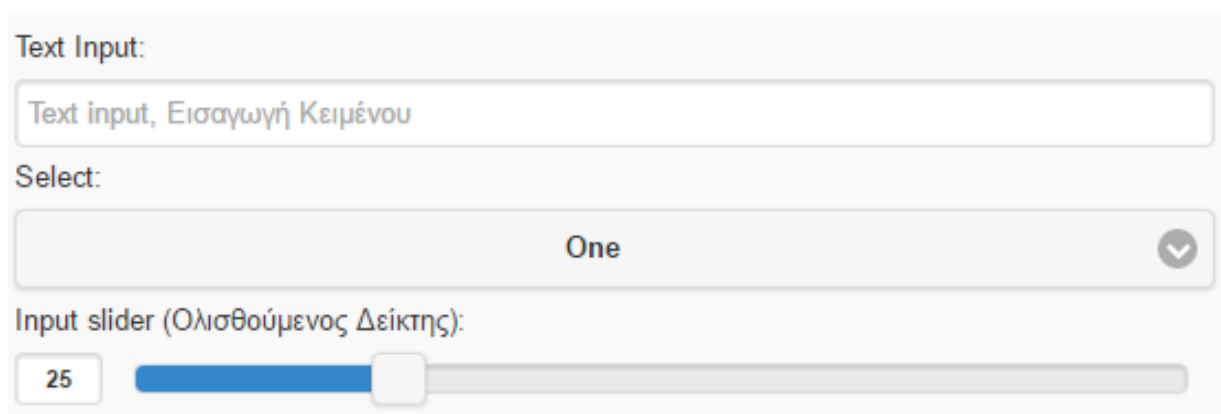 Text Input:
Text input, Εισαγωγή Κειμένου
Select:
One
Input slider (Ολισθούμενος Δείκτης):
25